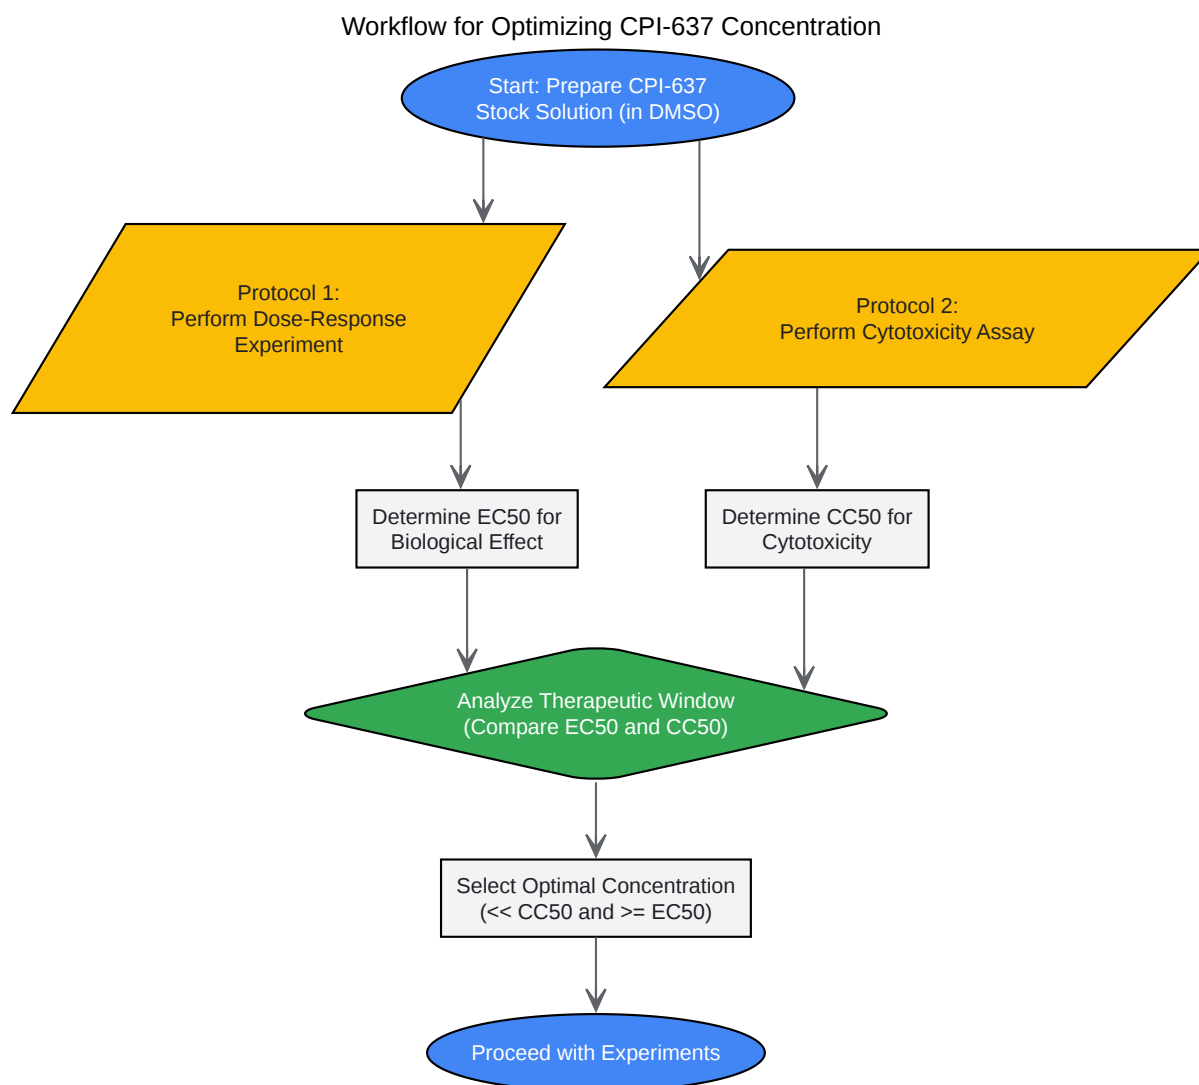 Workflow for Optimizing CPI-637 Concentration
Start: Prepare CPI-637
Stock Solution (in DMSO)
Protocol 1:
Perform Dose-Response
Experiment
Protocol 2:
Perform Cytotoxicity Assay
Determine EC50 for
Biological Effect
Determine CC50 for
Cytotoxicity
Analyze Therapeutic Window
(Compare EC50 and CC50)
Select Optimal Concentration
(<< CC50 and >= EC50)
Proceed with Experiments